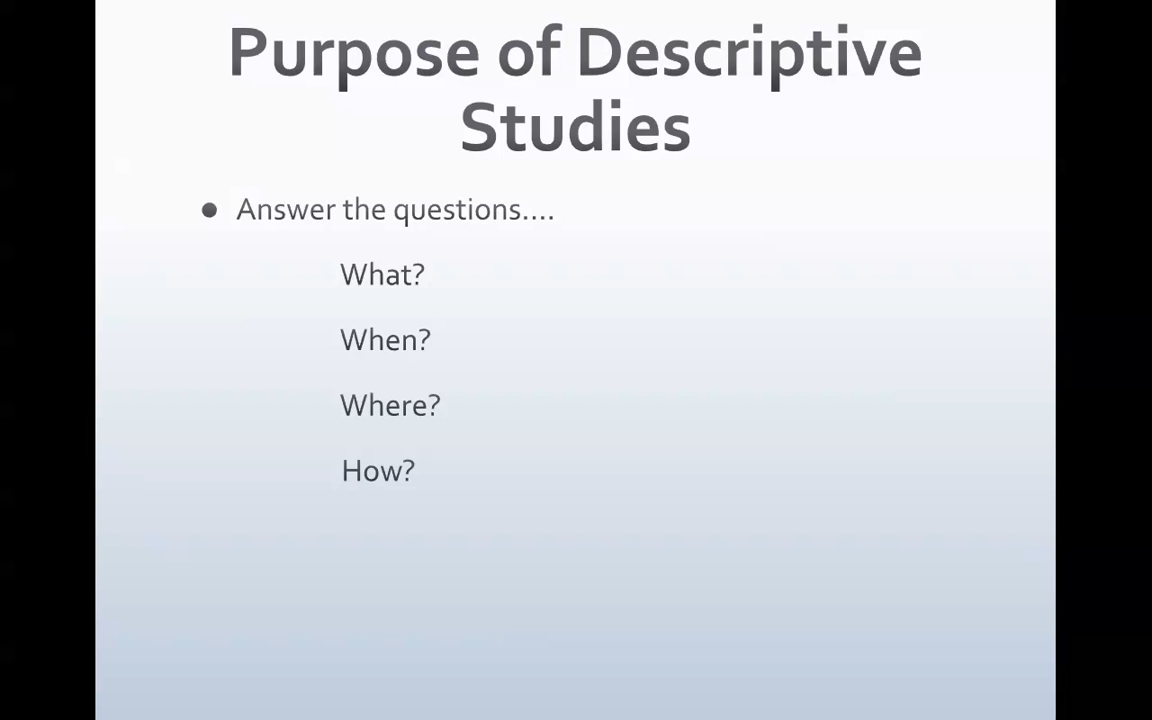 Purpose of Descriptive
Studies
● Answer the questions....
What?
When?
Where?
How?